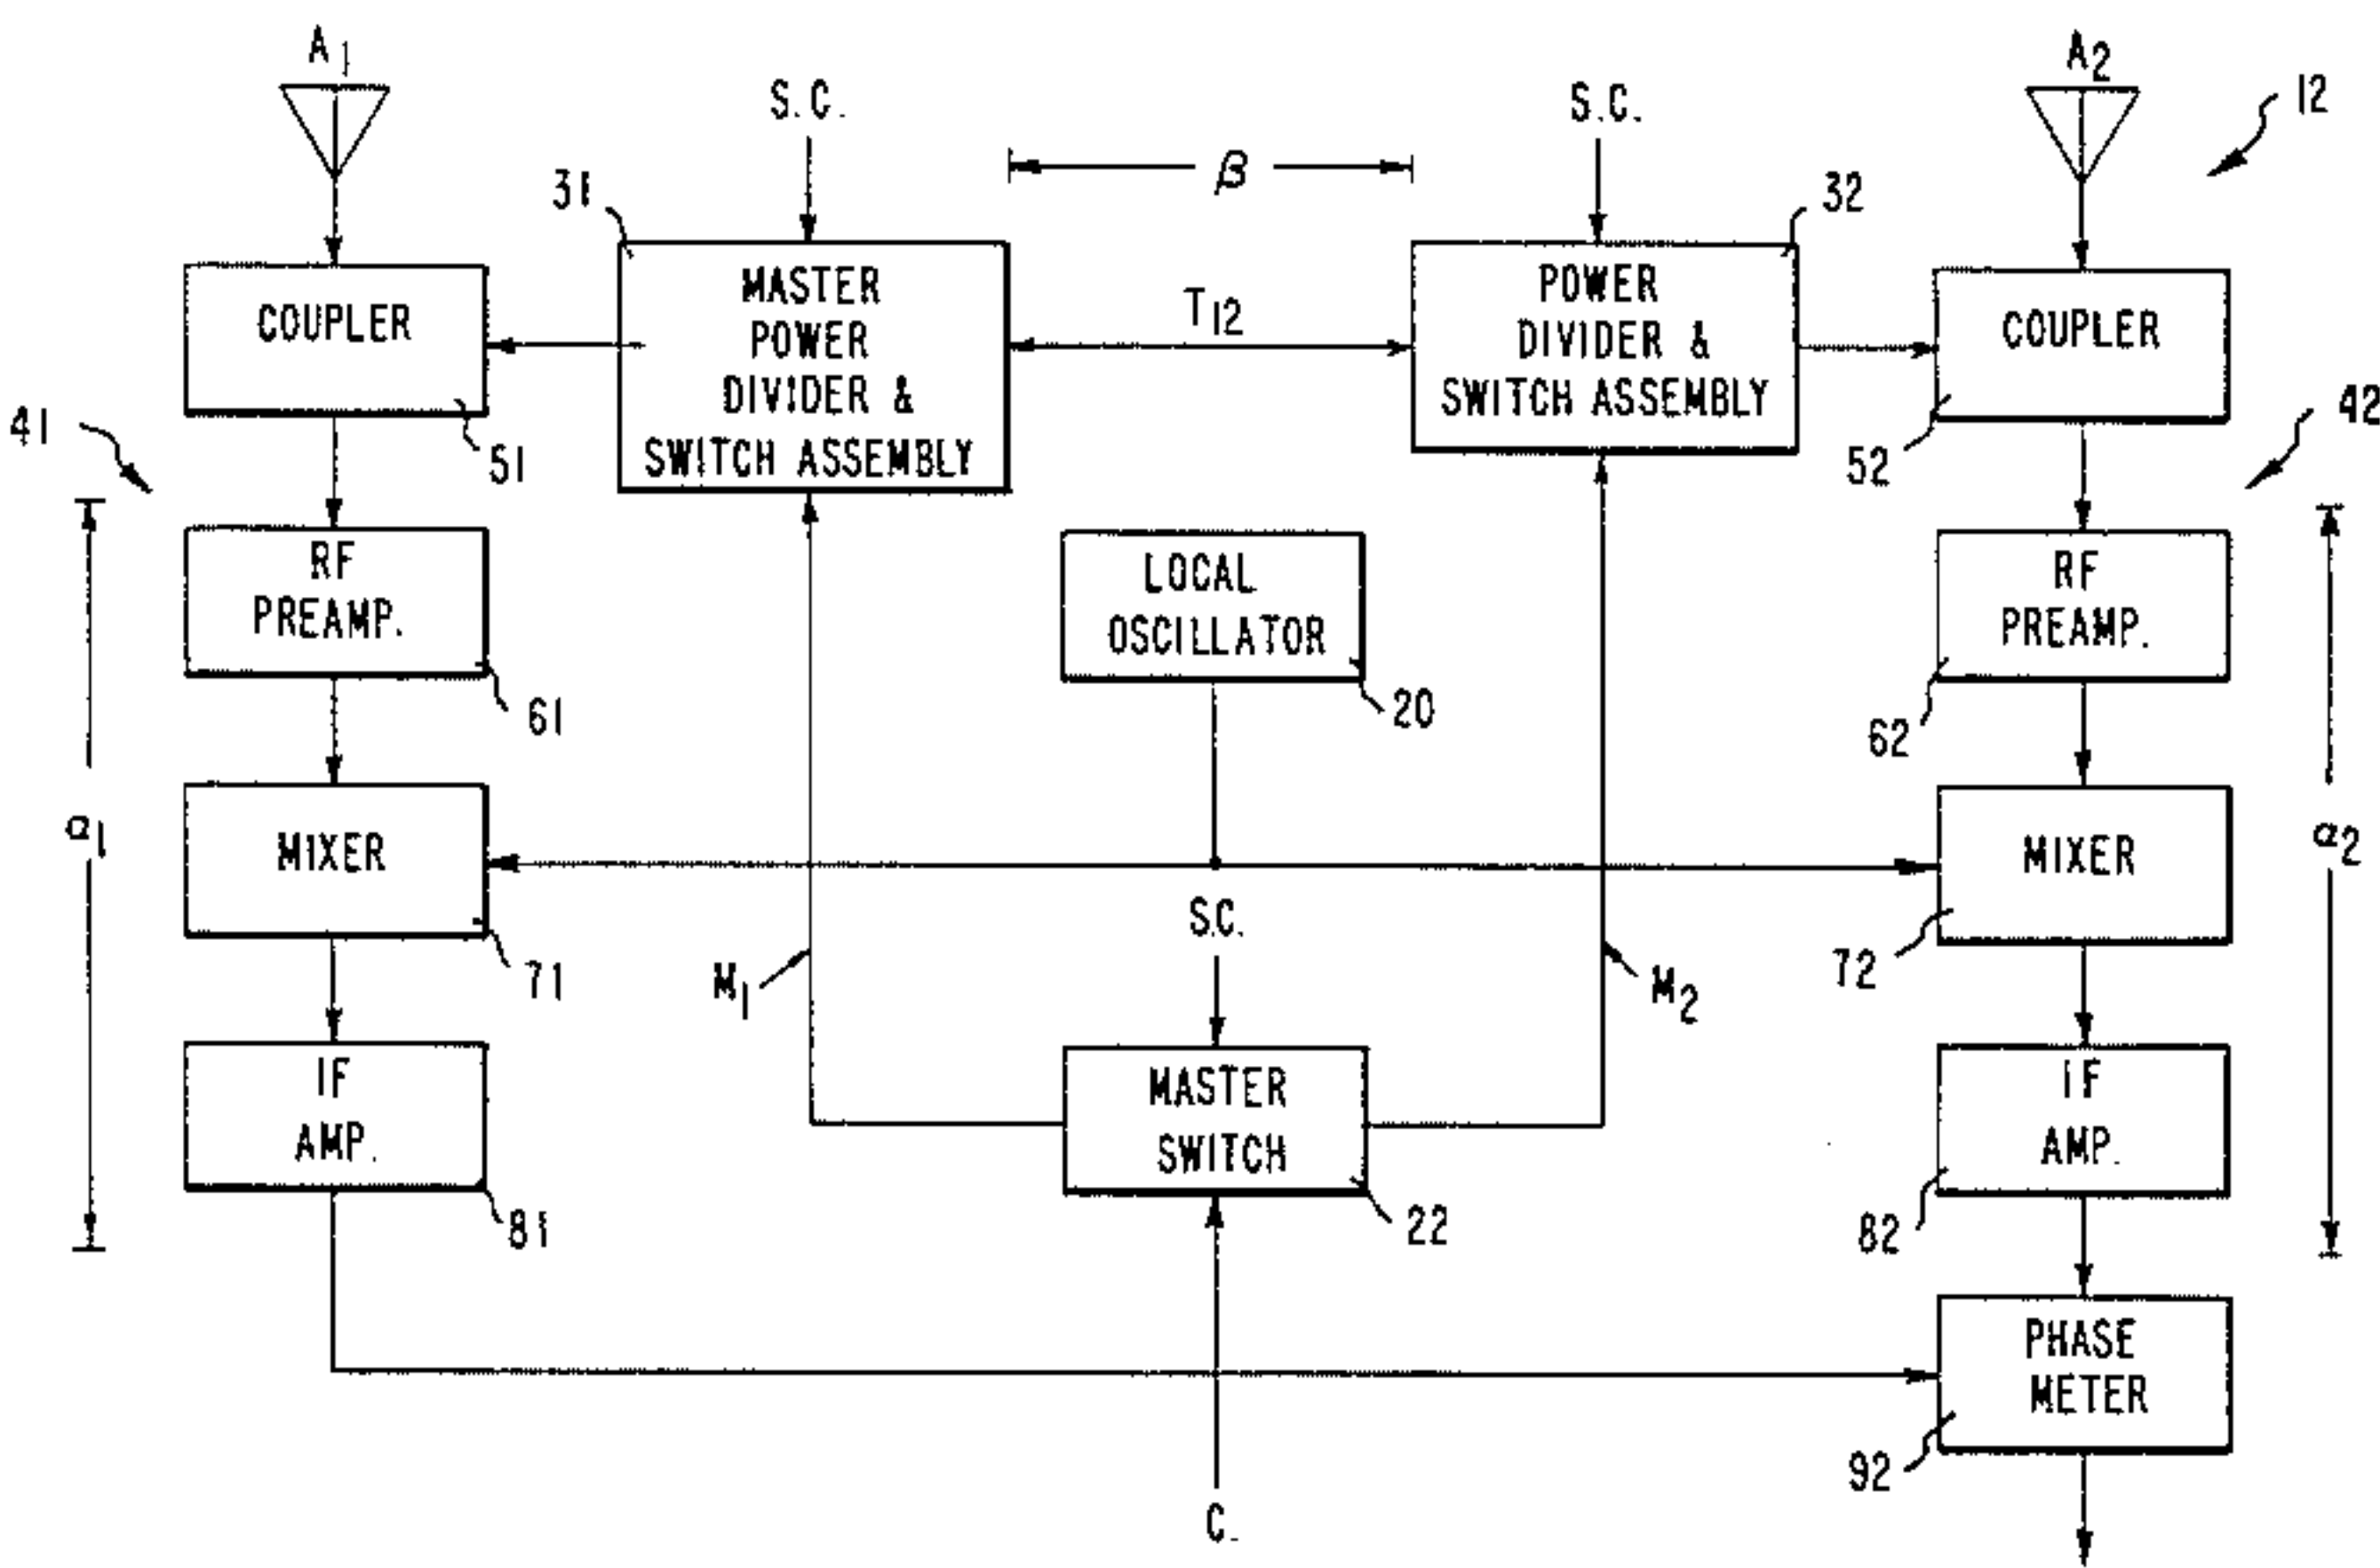 A1
A2
12
S.C.
S.C.
β
31
32
MASTER
POWER
DIVIDER &
SWITCH ASSEMBLY
T12
POWER
DIVIDER &
SWITCH ASSEMBLY
COUPLER
COUPLER
41
51
52
42
RF
PREAMP.
LOCAL
OSCILLATOR
RF
PREAMP.
61
20
62
α1
MIXER
MIXER
α2
S.C.
71
M1
M2
72
IF
AMP.
MASTER
SWITCH
IF
AMP.
81
22
82
PHASE
METER
92
C.